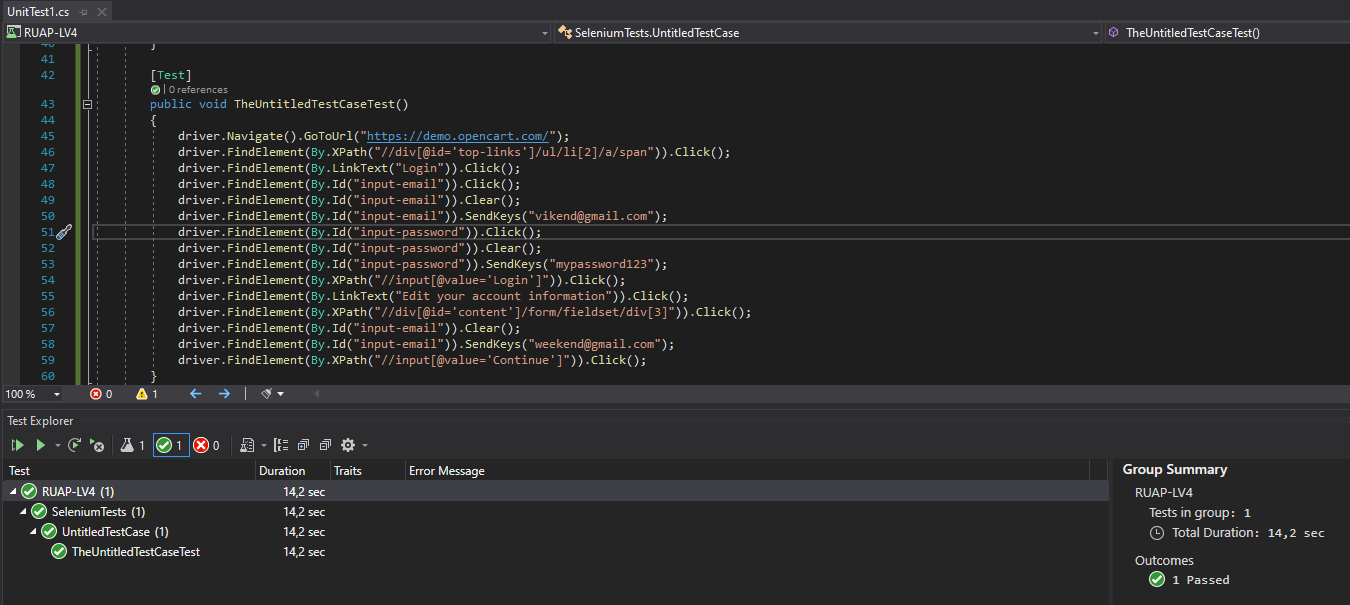 UnitTest1.cs
RUAP-LV4 SeleniumTests.UntitledTestCase TheUntitledTestCaseTest()
40 }
41
42 [Test]
0 references
43 public void TheUntitledTestCaseTest()
44 {
45 driver.Navigate().GoToUrl("https://demo.opencart.com/");
46 driver.FindElement(By.XPath("//div[@id='top-links']/ul/li[2]/a/span")).Click();
47 driver.FindElement(By.LinkText("Login")).Click();
48 driver.FindElement(By.Id("input-email")).Click();
49 driver.FindElement(By.Id("input-email")).Clear();
50 driver.FindElement(By.Id("input-email")).SendKeys("vikend@gmail.com");
51 driver.FindElement(By.Id("input-password")).Click();
52 driver.FindElement(By.Id("input-password")).Clear();
53 driver.FindElement(By.Id("input-password")).SendKeys("mypassword123");
54 driver.FindElement(By.XPath("//input[@value='Login']")).Click();
55 driver.FindElement(By.LinkText("Edit your account information")).Click();
56 driver.FindElement(By.XPath("//div[@id='content']/form/fieldset/div[3]")).Click();
57 driver.FindElement(By.Id("input-email")).Clear();
58 driver.FindElement(By.Id("input-email")).SendKeys("weekend@gmail.com");
59 driver.FindElement(By.XPath("//input[@value='Continue']")).Click();
60 }
100 % 0 1
Test Explorer
1 1 0
Test Duration Traits Error Message
RUAP-LV4 (1) 14,2 sec
SeleniumTests (1) 14,2 sec
UntitledTestCase (1) 14,2 sec
TheUntitledTestCaseTest 14,2 sec
Group Summary
RUAP-LV4
Tests in group: 1
Total Duration: 14,2 sec
Outcomes
1 Passed